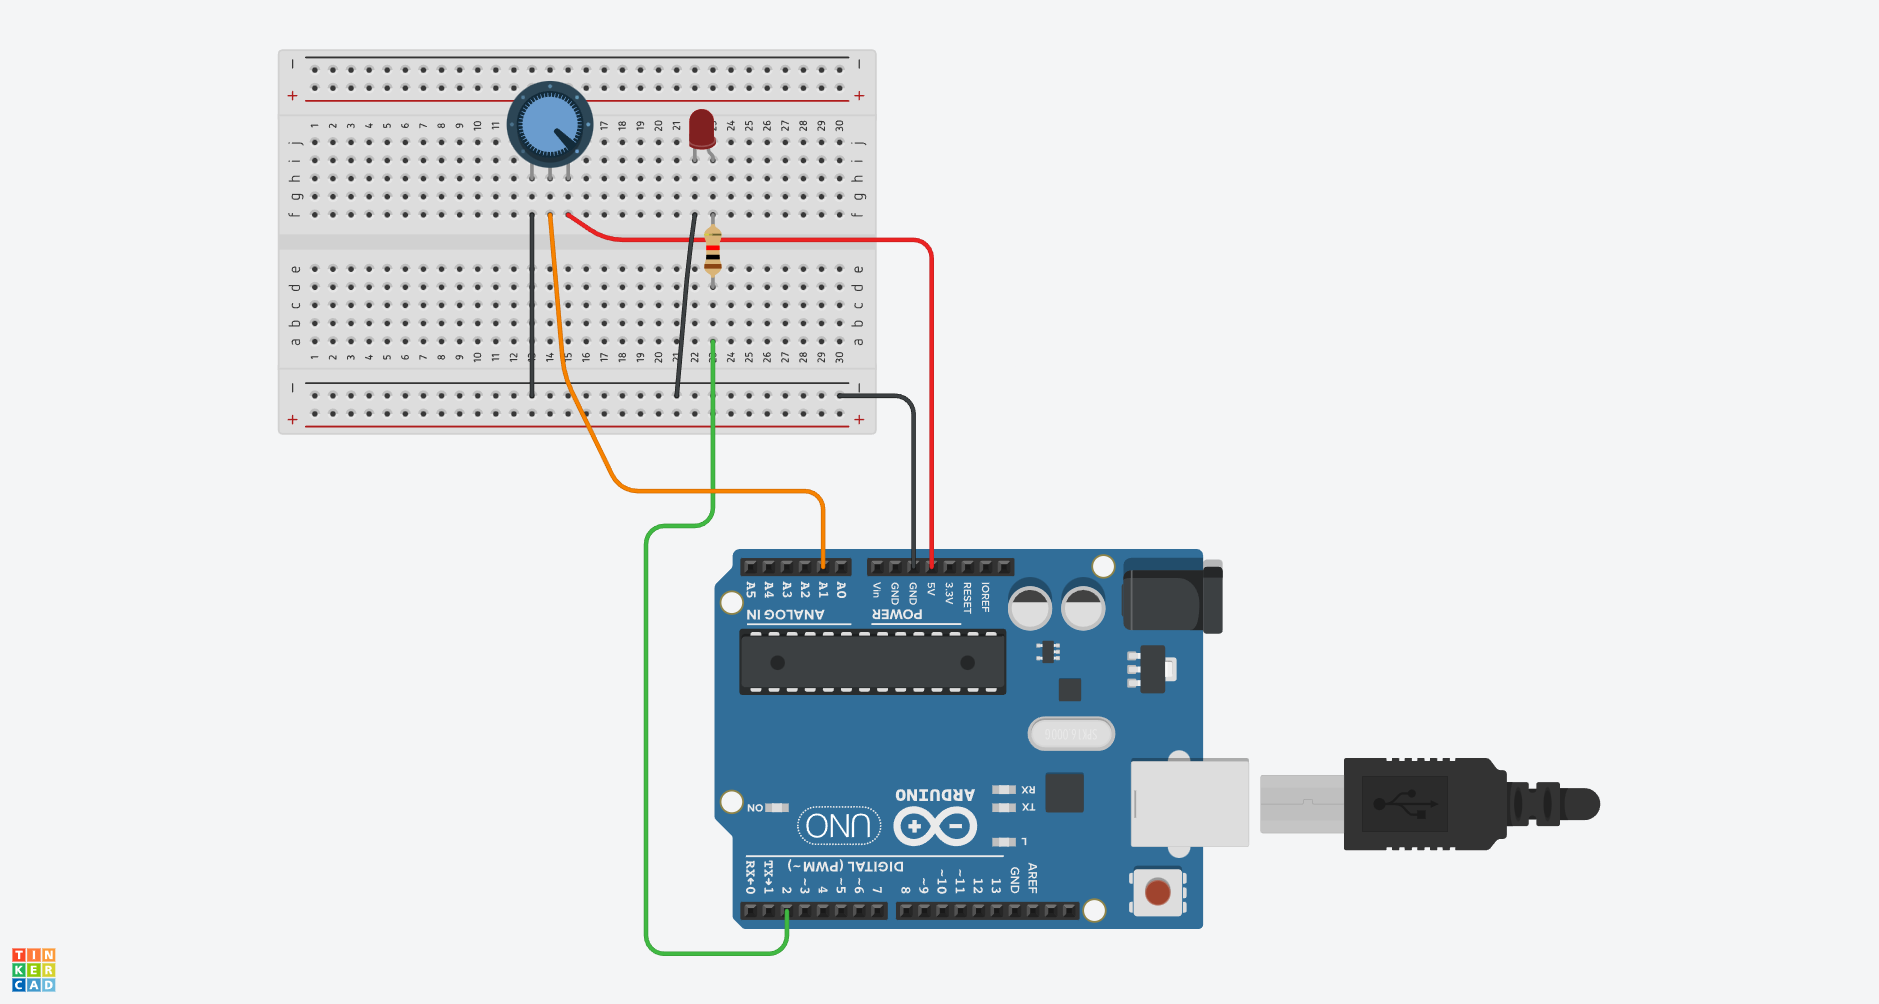 − −
+ +
1 2 3 4 5 6 7 8 9 10 11 17 18 19 20 21 24 25 26 27 28 29 30
j j
i i
h h
g g
f f
e e
d d
c c
b b
a a
1 2 3 4 5 6 7 8 9 10 11 12 13 14 15 16 17 18 19 20 21 22 24 25 26 27 28 29 30
− −
+ +
A5 A4 A3 A2 A1 A0 Vin GND GND 5V 3.3V RESET IOREF
ANALOG IN POWER
SPK16.000G
RX
ARDUINO
TX
ON
UNO
L
DIGITAL (PWM~)
RX←0 TX→1 2 ~3 4 ~5 ~6 7 8 ~9 ~10 ~11 12 13 GND AREF
TIN
KER
CAD